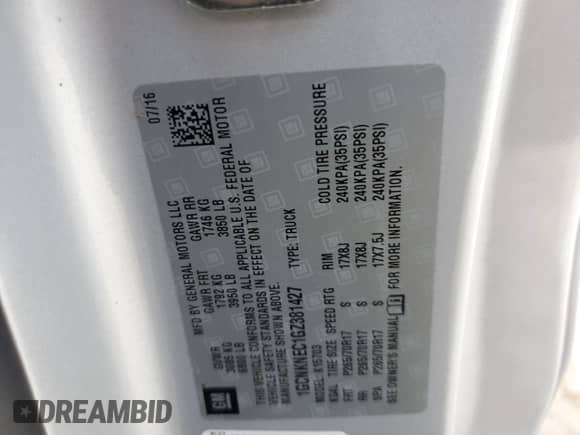 07/16
MFD BY GENERAL MOTORS LLC
GVWR GAWR FRT GAWR RR
3085 KG 1792 KG 1746 KG
6800 LB 3950 LB 3850 LB
THIS VEHICLE CONFORMS TO ALL APPLICABLE U.S. FEDERAL MOTOR
VEHICLE SAFETY STANDARDS IN EFFECT ON THE DATE OF
MANUFACTURE SHOWN ABOVE.
GM
1GCNKNEC1GZ381427 TYPE: TRUCK
MODEL: K15703
TIRE SIZE SPEED RTG RIM COLD TIRE PRESSURE
FRT P265/70R17 S 17X8J 240KPA(35PSI)
RR P265/70R17 S 17X8J 240KPA(35PSI)
SPA P265/70R17 S 17X7.5J 240KPA(35PSI)
SEE OWNER'S MANUAL FOR MORE INFORMATION.
DREAMBID